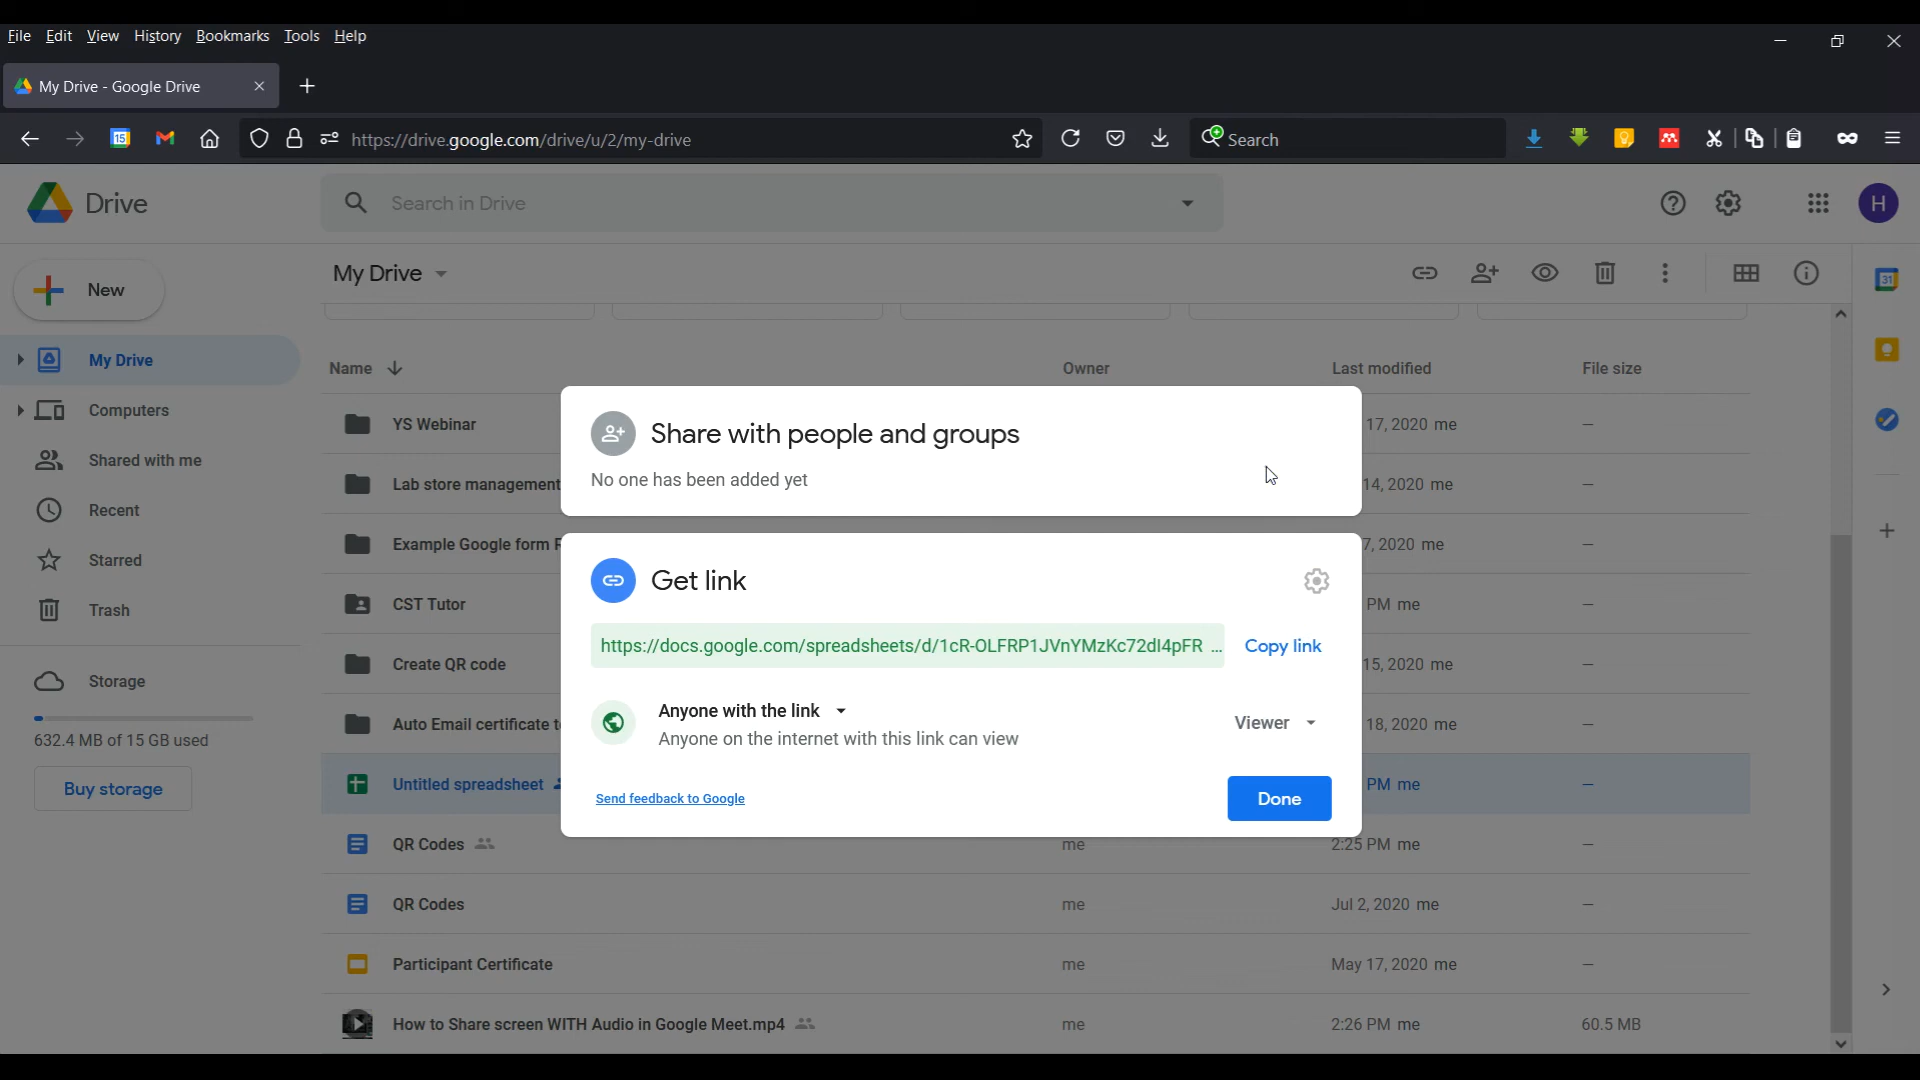 File Edit View History Bookmarks Tools Help
My Drive - Google Drive
15 https://drive.google.com/drive/u/2/my-drive Search
Drive Search in Drive H
New My Drive
31
My Drive
Name Owner Last modified File size
Computers
YS Webinar 17, 2020 me –
Shared with me
Lab store management 14, 2020 me –
Recent
Example Google form 7, 2020 me –
Starred
CST Tutor PM me –
Trash
Create QR code 15, 2020 me –
Storage
Auto Email certificate 18, 2020 me –
632.4 MB of 15 GB used
Buy storage
Untitled spreadsheet PM me –
QR Codes me 2:25 PM me –
QR Codes me Jul 2, 2020 me –
Participant Certificate me May 17, 2020 me –
How to Share screen WITH Audio in Google Meet.mp4 me 2:26 PM me 60.5 MB
Share with people and groups
No one has been added yet
Get link
https://docs.google.com/spreadsheets/d/1cR-OLFRP1JVnYMzKc72dI4pFR ... Copy link
Anyone with the link
Anyone on the internet with this link can view Viewer
Send feedback to Google Done